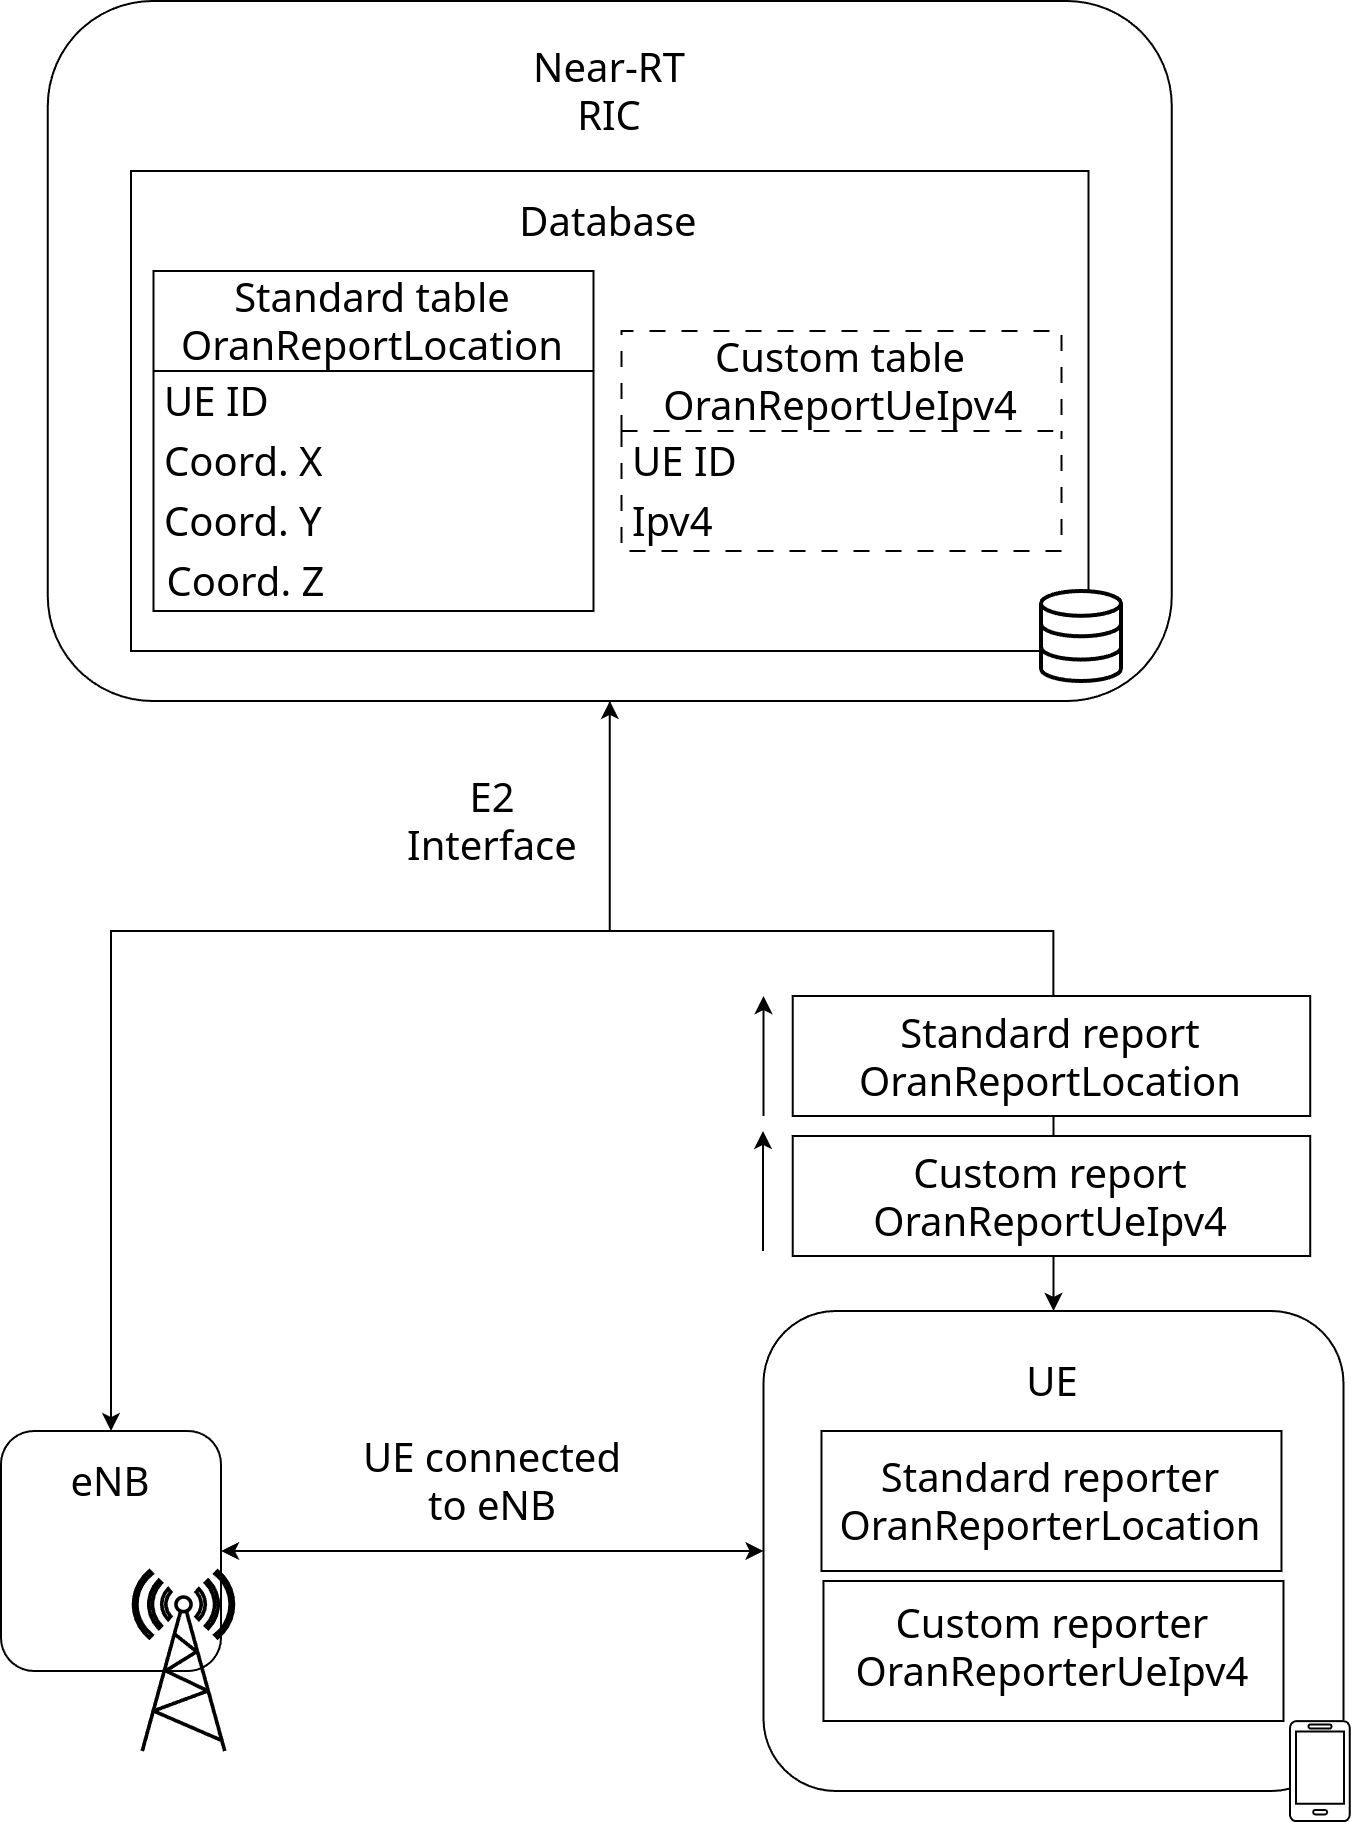 Near-RT
RIC
Database
Standard table
OranReportLocation
UE ID
Coord. X
Coord. Y
Coord. Z
Custom table
OranReportUeIpv4
UE ID
Ipv4
E2
Interface
Standard report
OranReportLocation
Custom report
OranReportUeIpv4
UE
eNB
UE connected
to eNB
Standard reporter
OranReporterLocation
Custom reporter
OranReporterUeIpv4